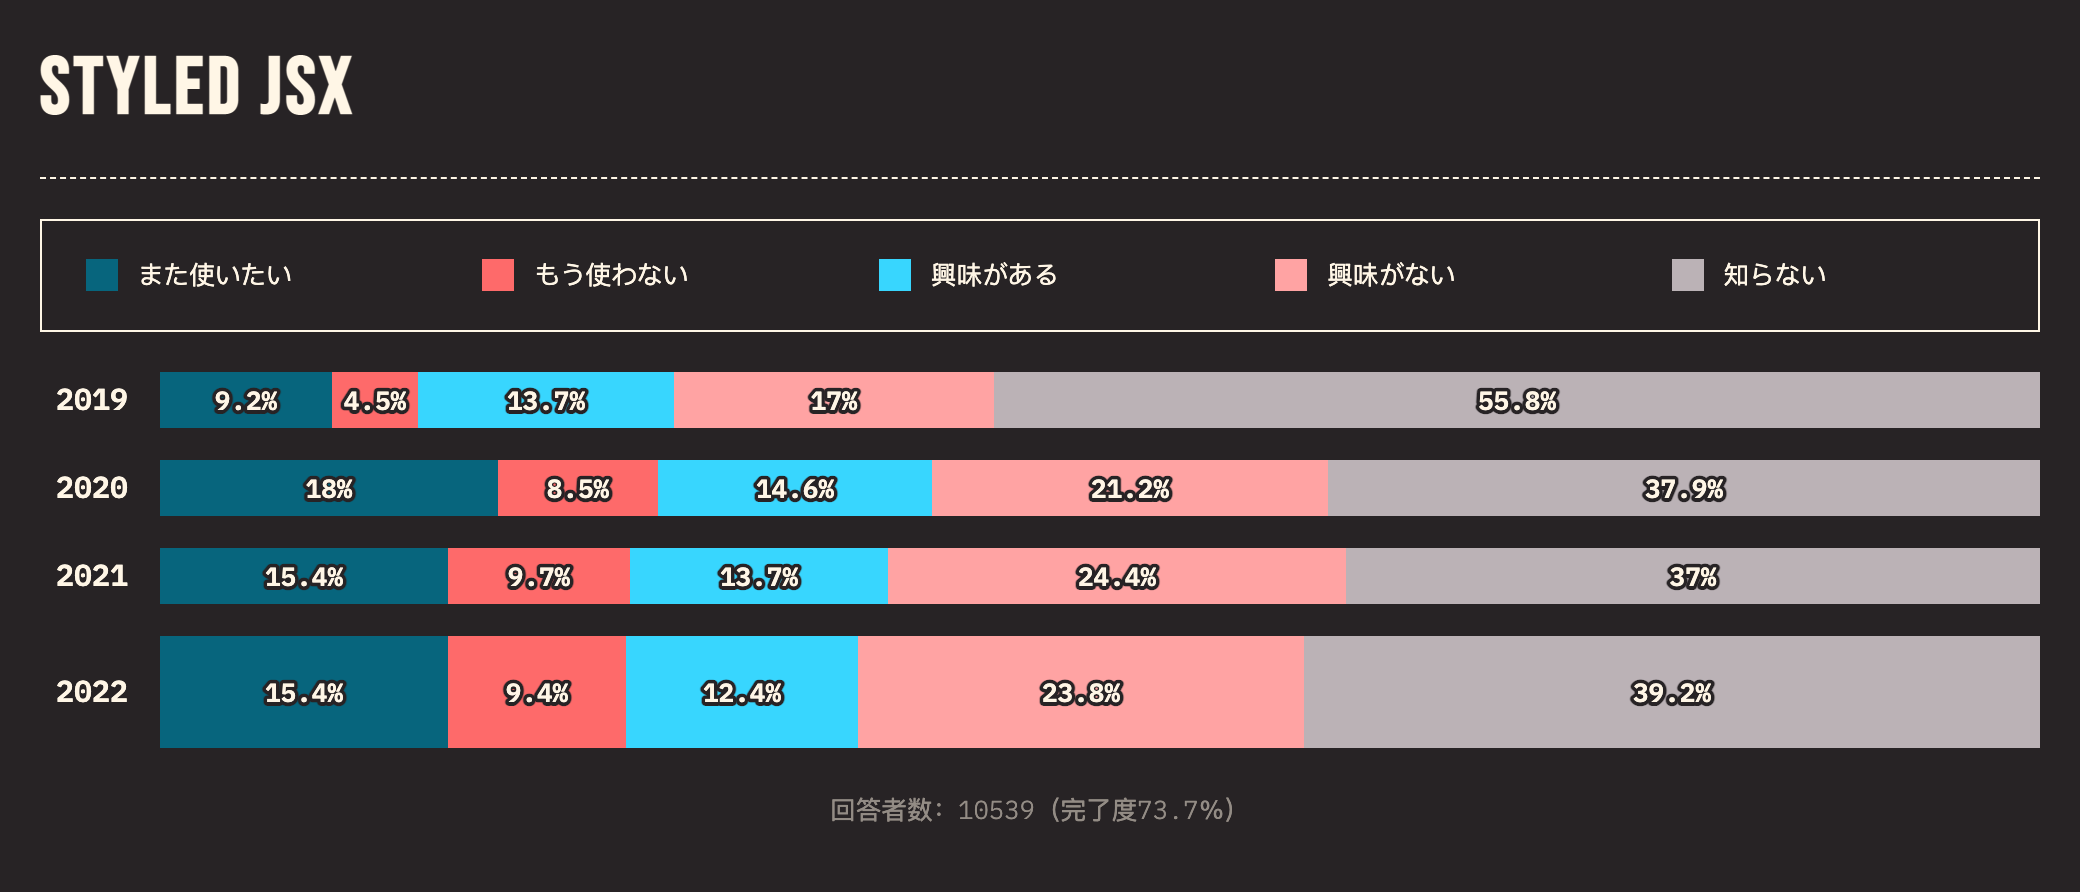 STYLED JSX
また使いたい もう使わない 興味がある 興味がない 知らない
2019 9.2% 4.5% 13.7% 17% 55.8%
2020 18% 8.5% 14.6% 21.2% 37.9%
2021 15.4% 9.7% 13.7% 24.4% 37%
2022 15.4% 9.4% 12.4% 23.8% 39.2%
回答者数: 10539 (完了度73.7%)